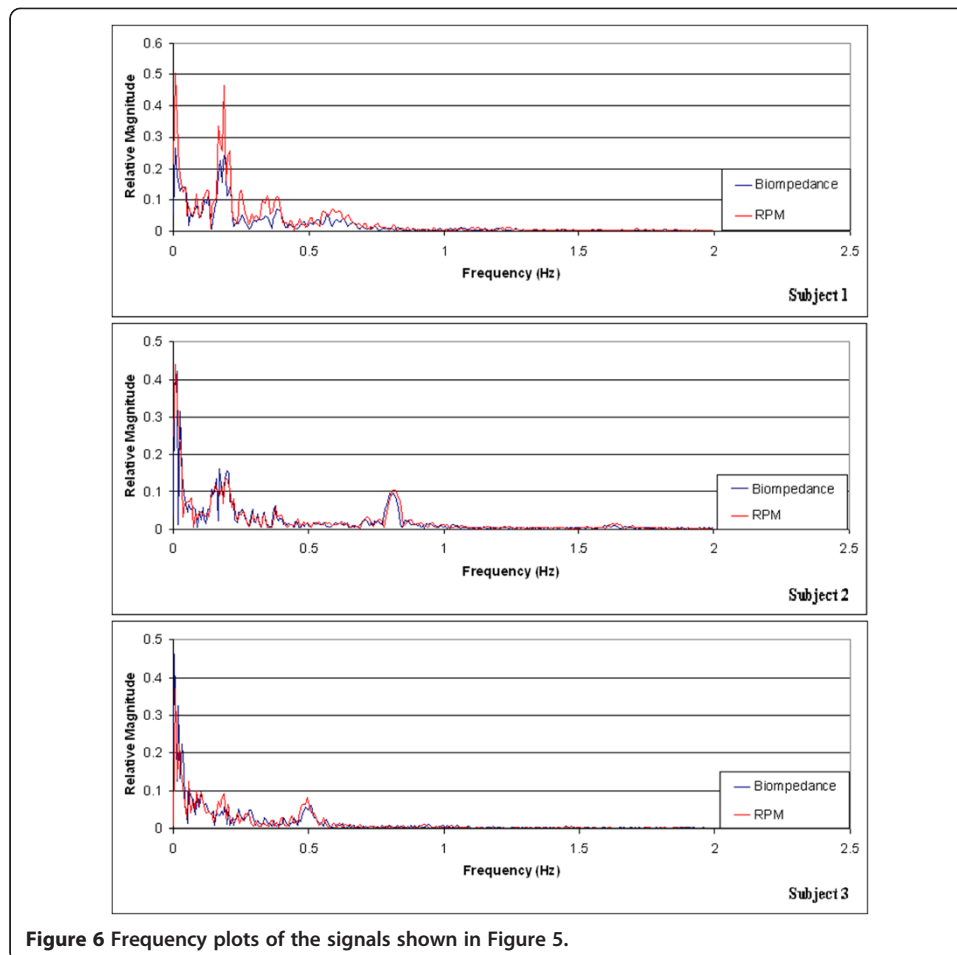 0.6
0.5
0.4
0.3
0.2
0.1
0
Relative Magnitude
0 0.5 1 1.5 2 2.5
Frequency (Hz)
Biompedance
RPM
Subject 1
0.5
0.4
0.3
0.2
0.1
0
Relative Magnitude
0 0.5 1 1.5 2 2.5
Frequency (Hz)
Biompedance
RPM
Subject 2
0.5
0.4
0.3
0.2
0.1
0
Relative Magnitude
0 0.5 1 1.5 2 2.5
Frequency (Hz)
Biompedance
RPM
Subject 3
Figure 6 Frequency plots of the signals shown in Figure 5.